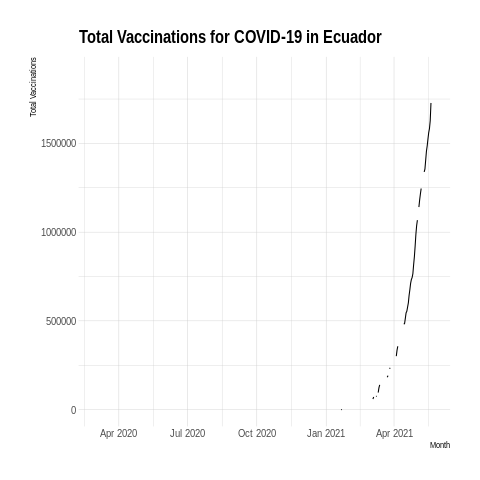 Total Vaccinations for COVID-19 in Ecuador
Total Vaccinations
1500000
1000000
500000
0
Apr 2020 Jul 2020 Oct 2020 Jan 2021 Apr 2021
Month